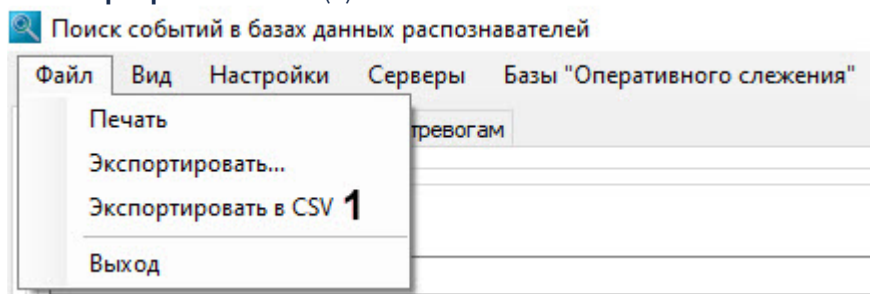 Поиск событий в базах данных распознавателей
Файл Вид Настройки Серверы Базы "Оперативного слежения"
Печать
тревогам
Экспортировать...
Экспортировать в CSV 1
Выход